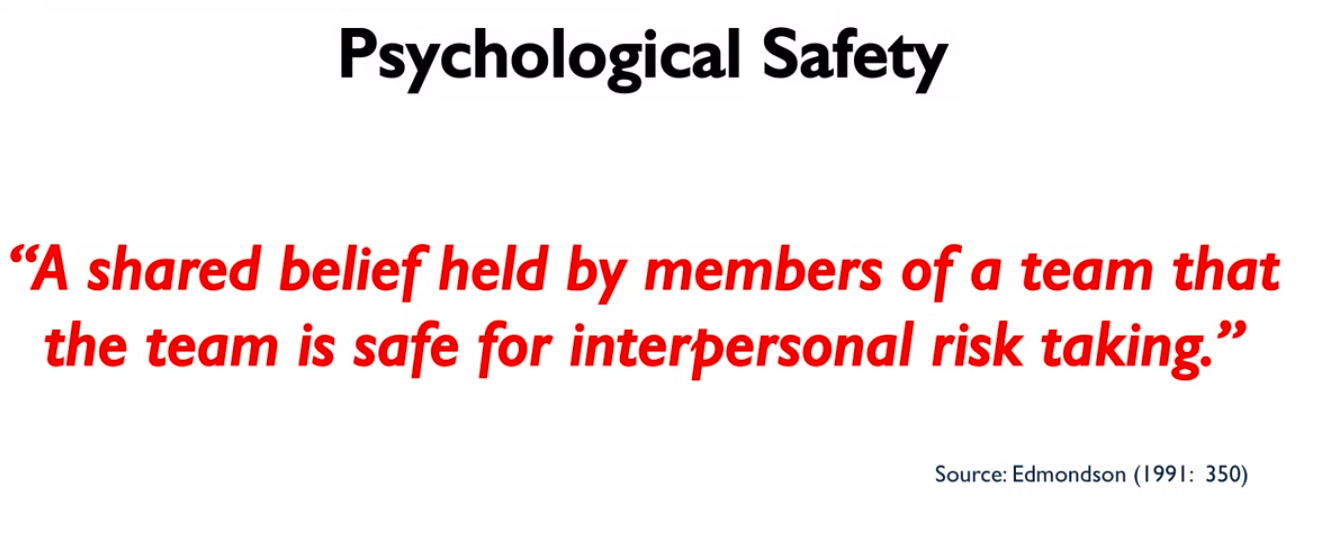 Psychological Safety
“A shared belief held by members of a team that
the team is safe for interpersonal risk taking.”
Source: Edmondson (1991: 350)